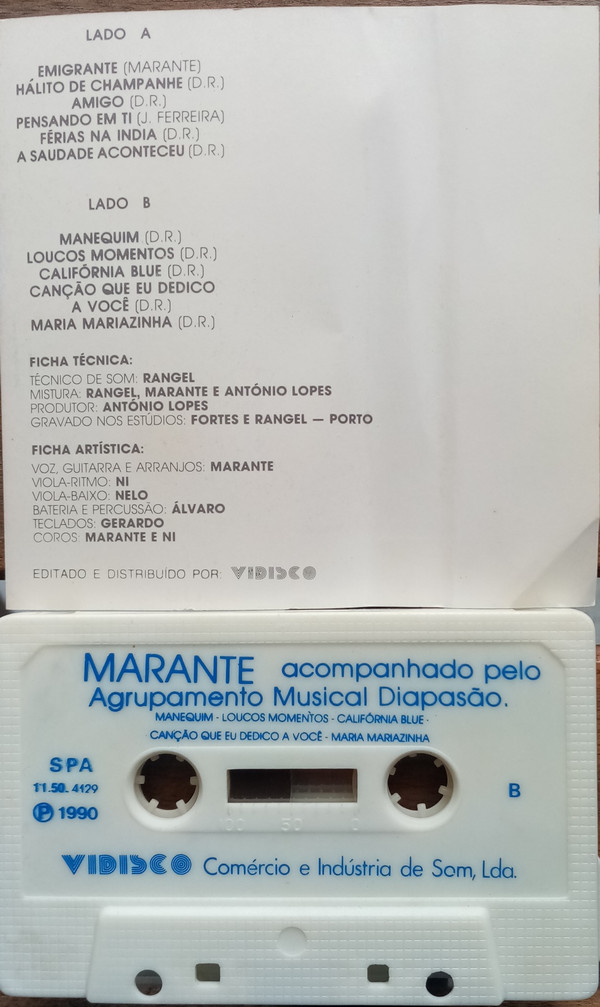 LADO A
EMIGRANTE (MARANTE)
HÁLITO DE CHAMPANHE (D.R.)
AMIGO (D.R.)
PENSANDO EM TI (J. FERREIRA)
FÉRIAS NA INDIA (D.R.)
A SAUDADE ACONTECEU (D.R.)
LADO B
MANEQUIM (D.R.)
LOUCOS MOMENTOS (D.R.)
CALIFÓRNIA BLUE (D.R.)
CANÇÃO QUE EU DEDICO
A VOCÊ (D.R.)
MARIA MARIAZINHA (D.R.)
FICHA TÉCNICA:
TÉCNICO DE SOM: RANGEL
MISTURA: RANGEL, MARANTE E ANTÓNIO LOPES
PRODUTOR: ANTÓNIO LOPES
GRAVADO NOS ESTÚDIOS: FORTES E RANGEL — PORTO
FICHA ARTÍSTICA:
VOZ, GUITARRA E ARRANJOS: MARANTE
VIOLA-RITMO: NI
VIOLA-BAIXO: NELO
BATERIA E PERCUSSÃO: ÁLVARO
TECLADOS: GERARDO
COROS: MARANTE E NI
EDITADO E DISTRIBUÍDO POR: VIDISCO
MARANTE acompanhado pelo
Agrupamento Musical Diapasão.
MANEQUIM - LOUCOS MOMENTOS - CALIFÓRNIA BLUE -
CANÇÃO QUE EU DEDICO A VOCÊ - MARIA MARIAZINHA
SPA
11.50.4129
B
℗ 1990
50 0
VIDISCO Comércio e Indústria de Som, Lda.